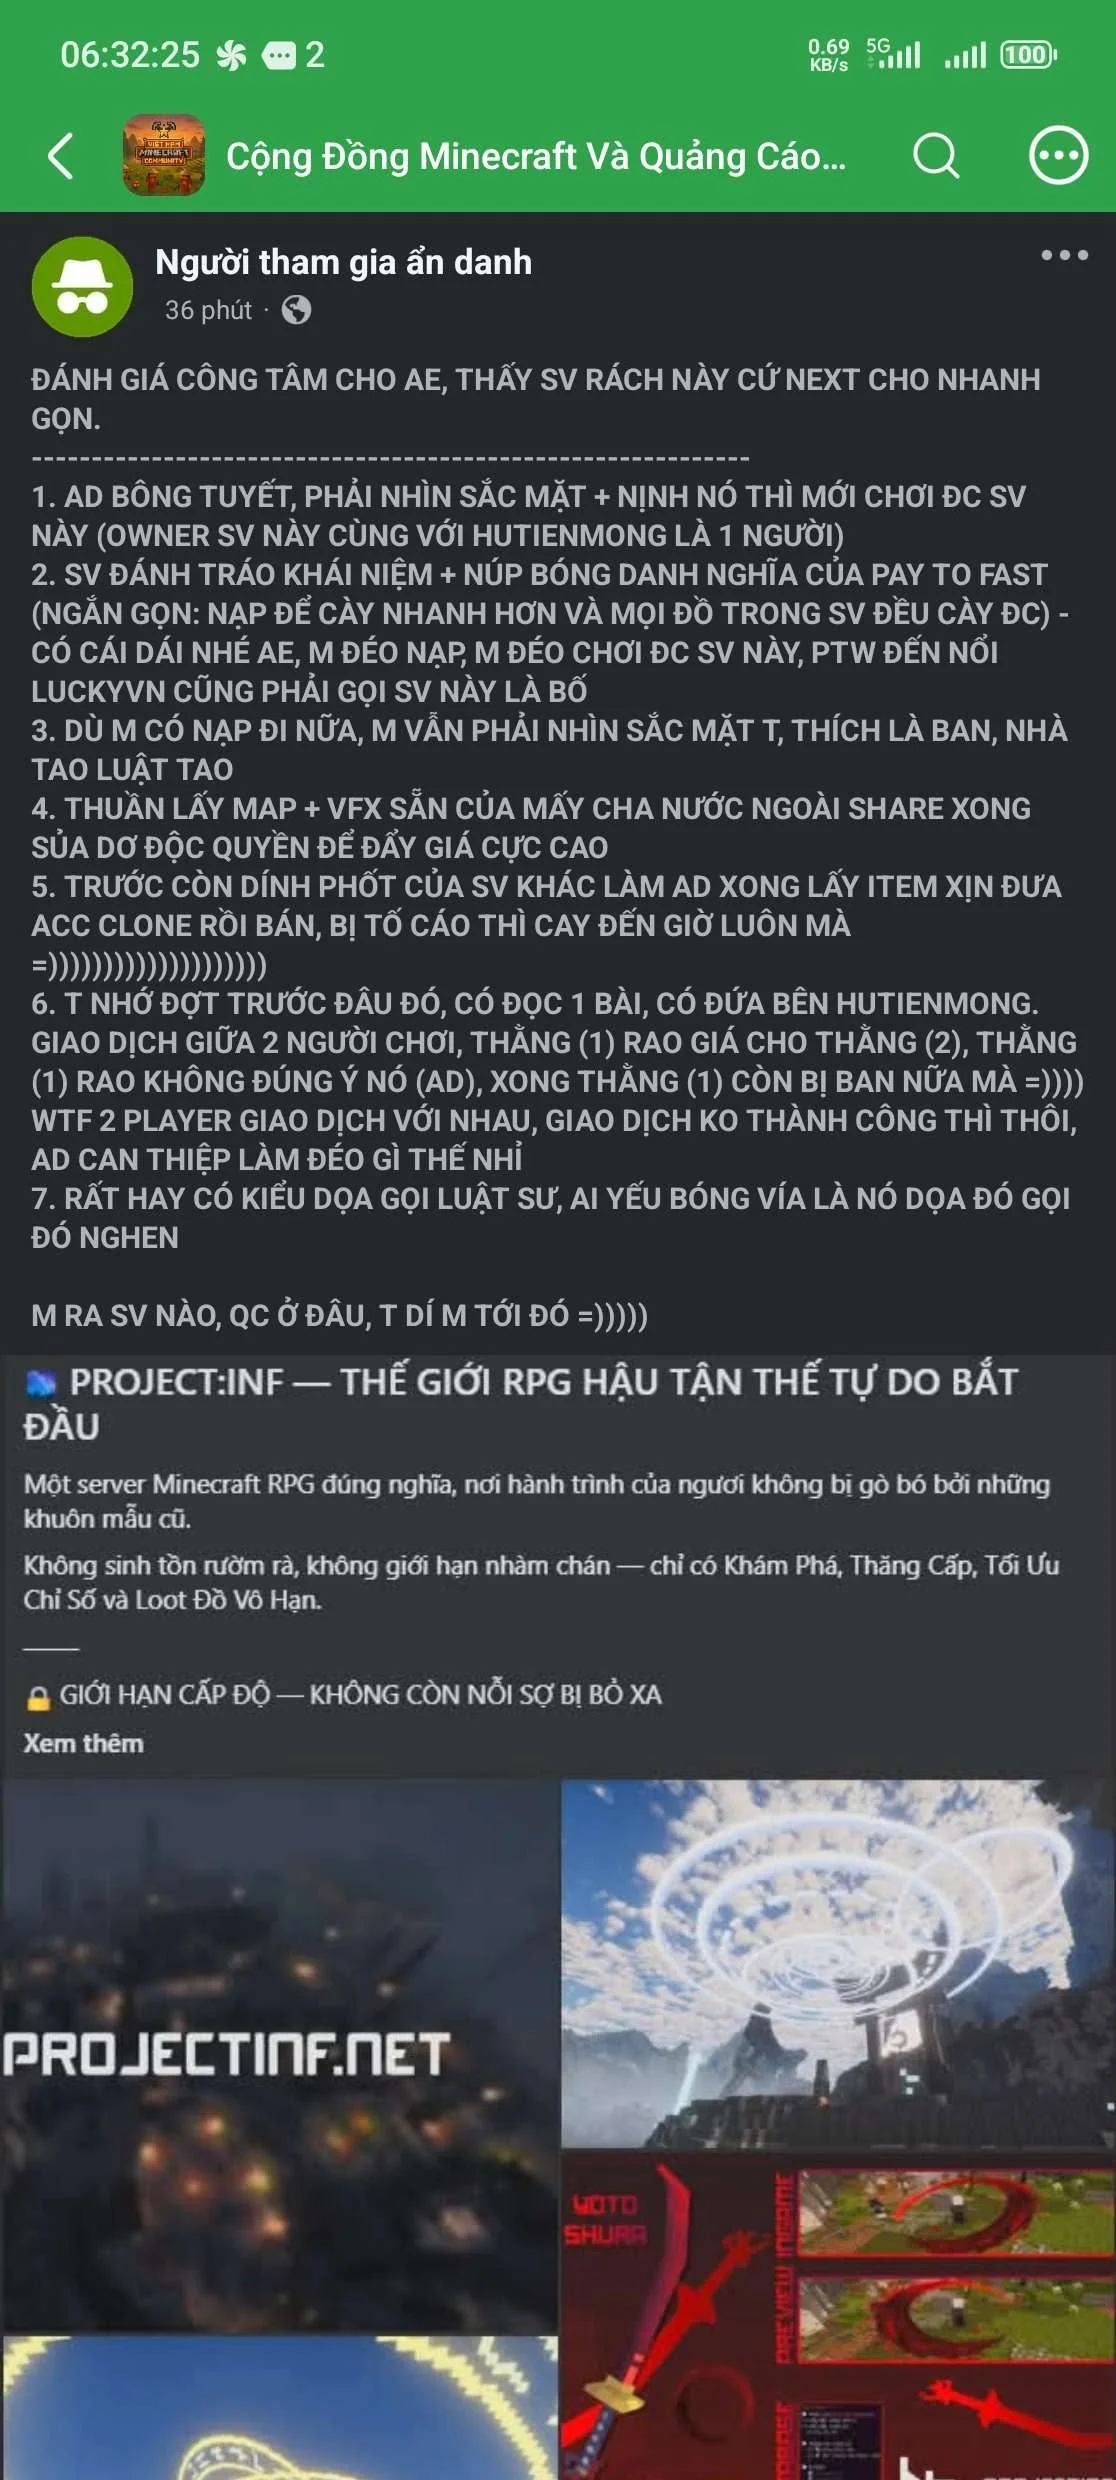 06:32:25 2 0.69 KB/s 5G 100
VIET NAM
MINECRAFT
COMMUNITY
Cộng Đồng Minecraft Và Quảng Cáo...
Người tham gia ẩn danh
36 phút ·
ĐÁNH GIÁ CÔNG TÂM CHO AE, THẤY SV RÁCH NÀY CỨ NEXT CHO NHANH
GỌN.
------------------------------------------------------------
1. AD BÔNG TUYẾT, PHẢI NHÌN SẮC MẶT + NỊNH NÓ THÌ MỚI CHƠI ĐC SV
NÀY (OWNER SV NÀY CÙNG VỚI HUTIENMONG LÀ 1 NGƯỜI)
2. SV ĐÁNH TRÁO KHÁI NIỆM + NÚP BÓNG DANH NGHĨA CỦA PAY TO FAST
(NGẮN GỌN: NẠP ĐỂ CÀY NHANH HƠN VÀ MỌI ĐỒ TRONG SV ĐỀU CÀY ĐC) -
CÓ CÁI DÁI NHÉ AE, M ĐÉO NẠP, M ĐÉO CHƠI ĐC SV NÀY, PTW ĐẾN NỔI
LUCKYVN CŨNG PHẢI GỌI SV NÀY LÀ BỐ
3. DÙ M CÓ NẠP ĐI NỮA, M VẪN PHẢI NHÌN SẮC MẶT T, THÍCH LÀ BAN, NHÀ
TAO LUẬT TAO
4. THUẦN LẤY MAP + VFX SẴN CỦA MẤY CHA NƯỚC NGOÀI SHARE XONG
SỦA DƠ ĐỘC QUYỀN ĐỂ ĐẨY GIÁ CỰC CAO
5. TRƯỚC CÒN DÍNH PHỐT CỦA SV KHÁC LÀM AD XONG LẤY ITEM XỊN ĐƯA
ACC CLONE RỒI BÁN, BỊ TỐ CÁO THÌ CAY ĐẾN GIỜ LUÔN MÀ
=))))))))))))))))))))
6. T NHỚ ĐỢT TRƯỚC ĐÂU ĐÓ, CÓ ĐỌC 1 BÀI, CÓ ĐỨA BÊN HUTIENMONG.
GIAO DỊCH GIỮA 2 NGƯỜI CHƠI, THẰNG (1) RAO GIÁ CHO THẰNG (2), THẰNG
(1) RAO KHÔNG ĐÚNG Ý NÓ (AD), XONG THẰNG (1) CÒN BỊ BAN NỮA MÀ =))))
WTF 2 PLAYER GIAO DỊCH VỚI NHAU, GIAO DỊCH KO THÀNH CÔNG THÌ THÔI,
AD CAN THIỆP LÀM ĐÉO GÌ THẾ NHỈ
7. RẤT HAY CÓ KIỂU DỌA GỌI LUẬT SƯ, AI YẾU BÓNG VÍA LÀ NÓ DỌA ĐÓ GỌI
ĐÓ NGHEN
M RA SV NÀO, QC Ở ĐÂU, T DÍ M TỚI ĐÓ =)))))
PROJECT:INF — THẾ GIỚI RPG HẬU TẬN THẾ TỰ DO BẮT
ĐẦU
Một server Minecraft RPG đúng nghĩa, nơi hành trình của ngươi không bị gò bó bởi những
khuôn mẫu cũ.
Không sinh tồn rườm rà, không giới hạn nhàm chán — chỉ có Khám Phá, Thăng Cấp, Tối Ưu
Chỉ Số và Loot Đồ Vô Hạn.
GIỚI HẠN CẤP ĐỘ — KHÔNG CÒN NỖI SỢ BỊ BỎ XA
Xem thêm
PROJECTINF.NET
YOTO
SHURA
PREVIEW INGAME